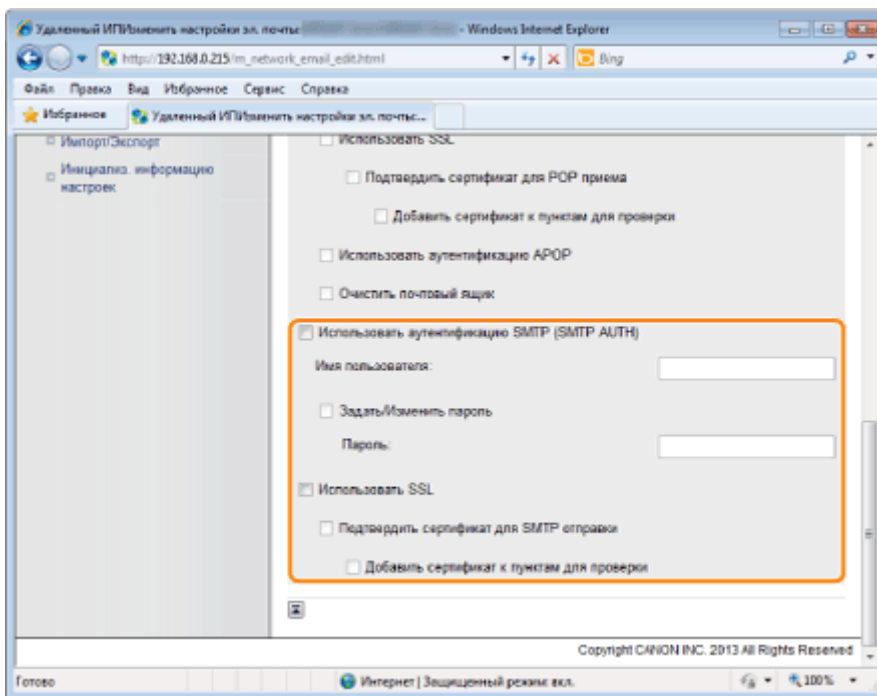 Удаленный ИПИзменить настройки эл. почты: - Windows Internet Explorer
http://192.168.0.215/m_network_email_edit.html
Bing
Файл Правка Вид Избранное Сервис Справка
Избранное Удаленный ИПИзменить настройки эл. почты:...
Импорт/Экспорт
Инициализ. информацию
настроек
Использовать SSL
Подтвердить сертификат для POP приема
Добавить сертификат к пунктам для проверки
Использовать аутентификацию APOP
Очистить почтовый ящик
Использовать аутентификацию SMTP (SMTP AUTH)
Имя пользователя:
Задать/Изменить пароль
Пароль:
Использовать SSL
Подтвердить сертификат для SMTP отправки
Добавить сертификат к пунктам для проверки
Copyright CANON INC. 2013 All Rights Reserved
Готово Интернет | Защищенный режим: вкл. 100%